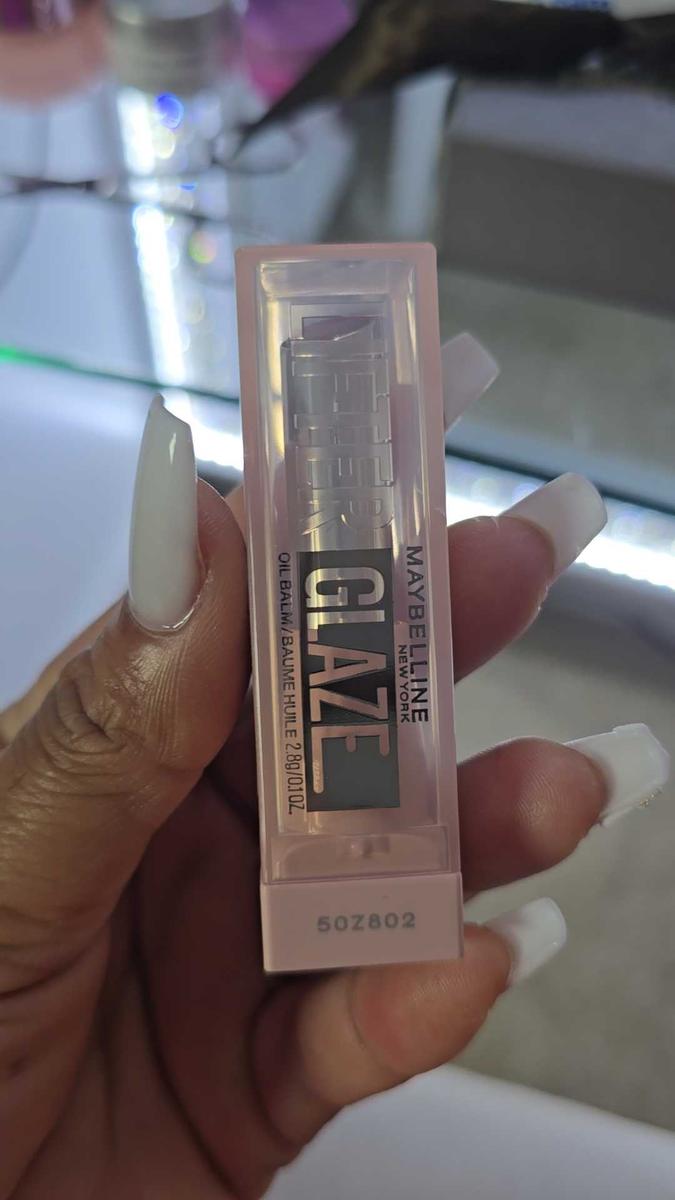 MAYBELLINE
NEW YORK
LIFTER
GLAZE
OIL BALM/BAUME HUILE 2.8g/0.1OZ.
50Z802